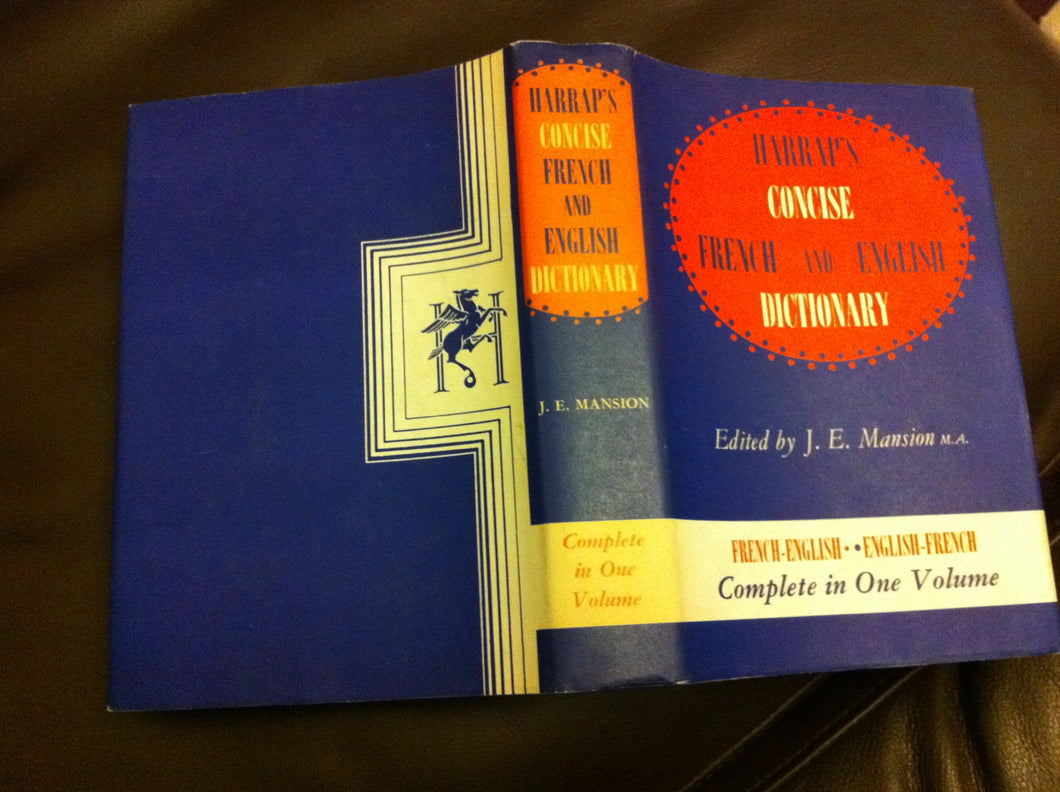 HARRAP'S
CONCISE
FRENCH
AND
ENGLISH
DICTIONARY
J. E. MANSION
Complete
in One
Volume
HARRAP'S
CONCISE
FRENCH AND ENGLISH
DICTIONARY
Edited by J. E. Mansion M.A.
FRENCH-ENGLISH··ENGLISH-FRENCH
Complete in One Volume
H